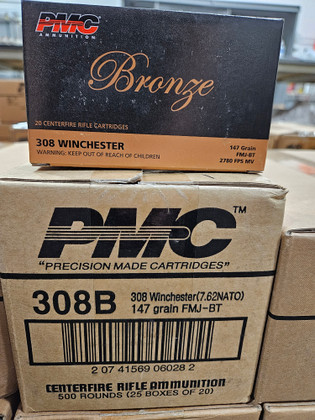 PMC
AMMUNITION
Bronze
20 CENTERFIRE RIFLE CARTRIDGES
308 WINCHESTER
WARNING: KEEP OUT OF REACH OF CHILDREN
147 Grain
FMJ-BT
2780 FPS MV
PMC™
"PRECISION MADE CARTRIDGES"
308B
308 Winchester(7.62NATO)
147 grain FMJ-BT
2 07 41569 06028 2
CENTERFIRE RIFLE AMMUNITION
500 ROUNDS (25 BOXES OF 20)